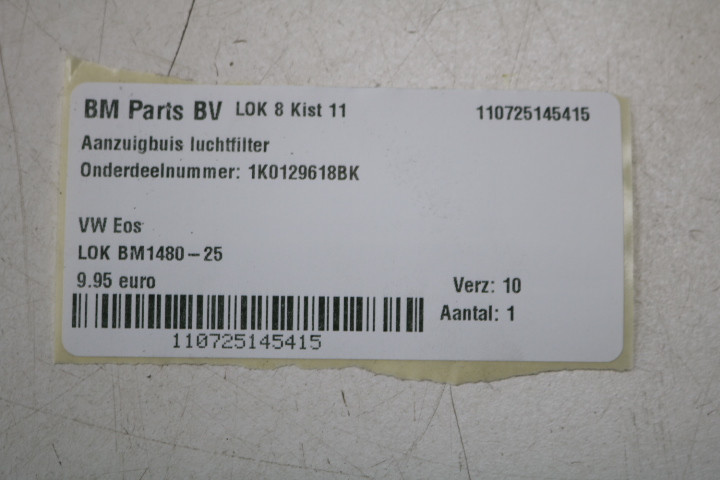 BM Parts BV LOK 8 Kist 11 110725145415
Aanzuigbuis luchtfilter
Onderdeelnummer: 1K0129618BK
VW Eos
LOK BM1480-25
9.95 euro Verz: 10
Aantal: 1
110725145415